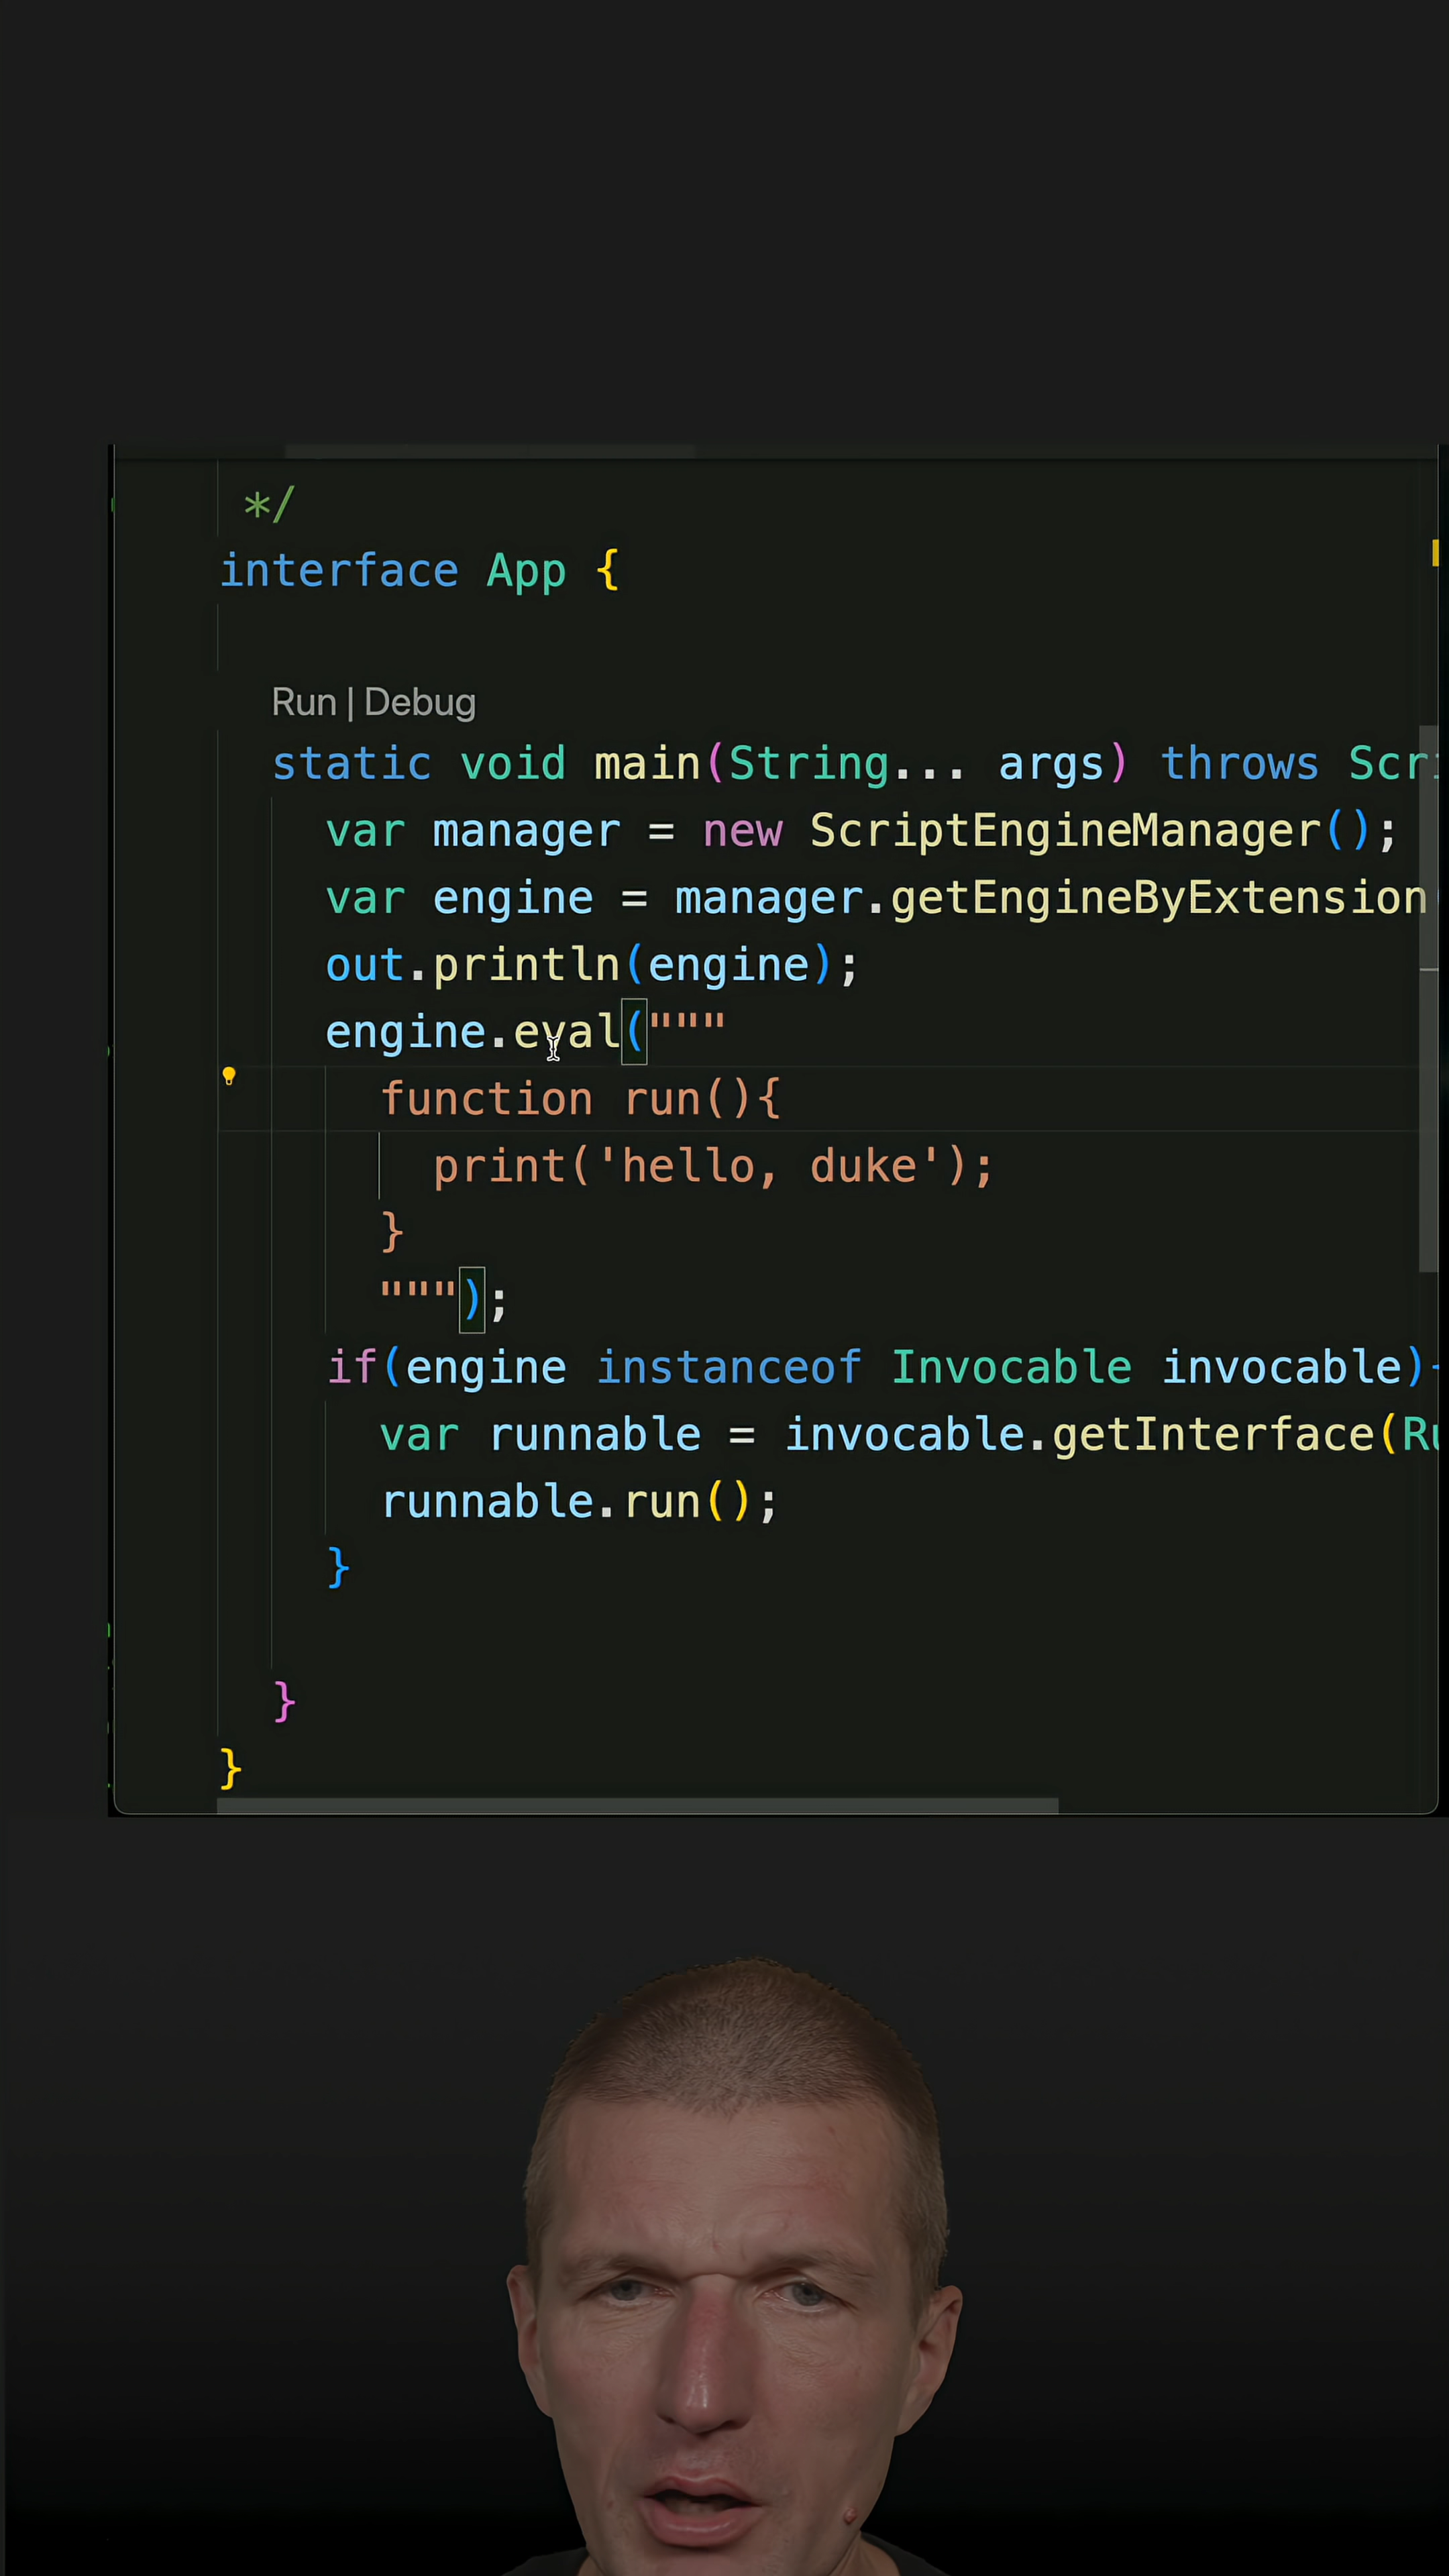 */
interface App {
Run | Debug
static void main(String... args) throws
var manager = new ScriptEngineManager();
var engine = manager.getEngineByExtension
out.println(engine);
engine.eval("""
function run(){
print('hello, duke');
}
""");
if(engine instanceof Invocable invocable)
var runnable = invocable.getInterface(
runnable.run();
}
}
}